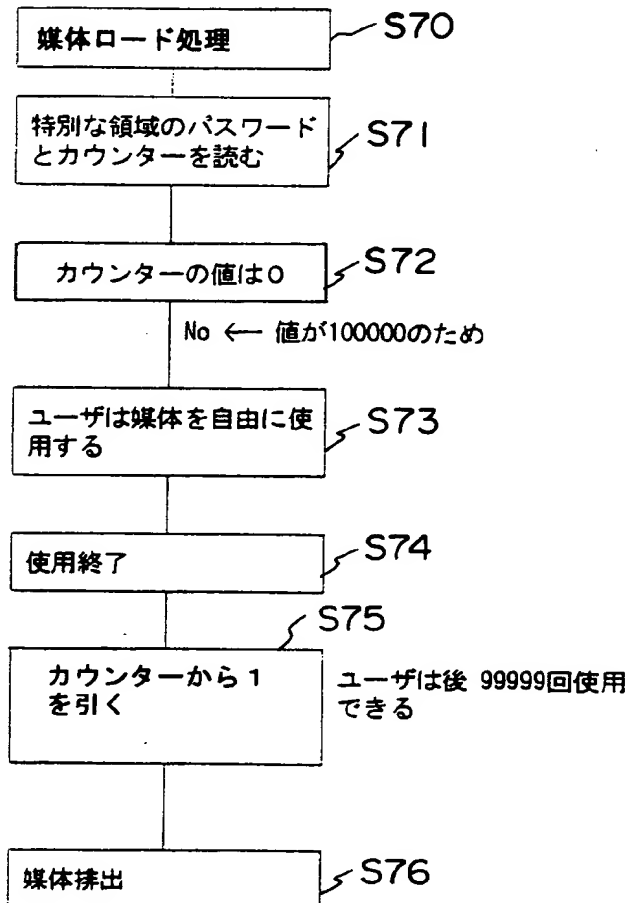 媒体ロード処理
S70
特別な領域のパスワード
とカウンターを読む
S71
カウンターの値は0
S72
No ← 値が100000のため
ユーザは媒体を自由に使
用する
S73
使用終了
S74
S75
カウンターから1
を引く
ユーザは後 99999回使用
できる
媒体排出
S76